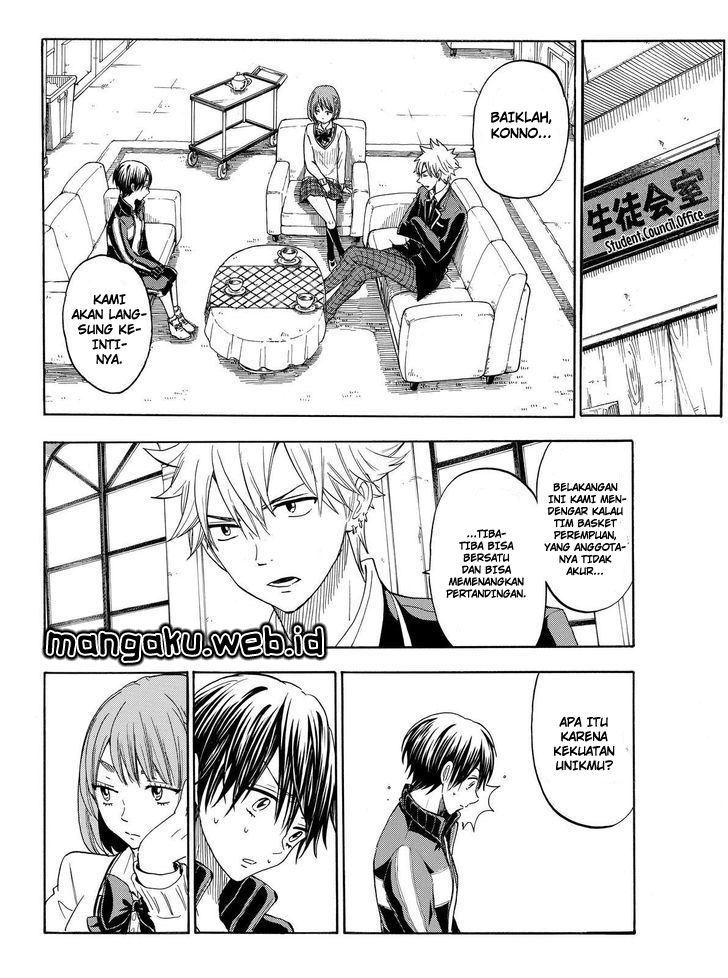 生徒会室
Student Council Office
BAIKLAH,
KONNO...
KAMI
AKAN LANG-
SUNG KE-
INTI-
NYA.
BELAKANGAN
INI KAMI MEN-
DENGAR KALAU
TIM BASKET
PEREMPUAN,
YANG ANGGOTA-
NYA TIDAK
AKUR...
...TIBA-
TIBA BISA
BERSATU
DAN BISA
MEMENANGKAN
PERTANDINGAN.
mangaku.web.id
APA ITU
KARENA
KEKUATAN
UNIKMU?